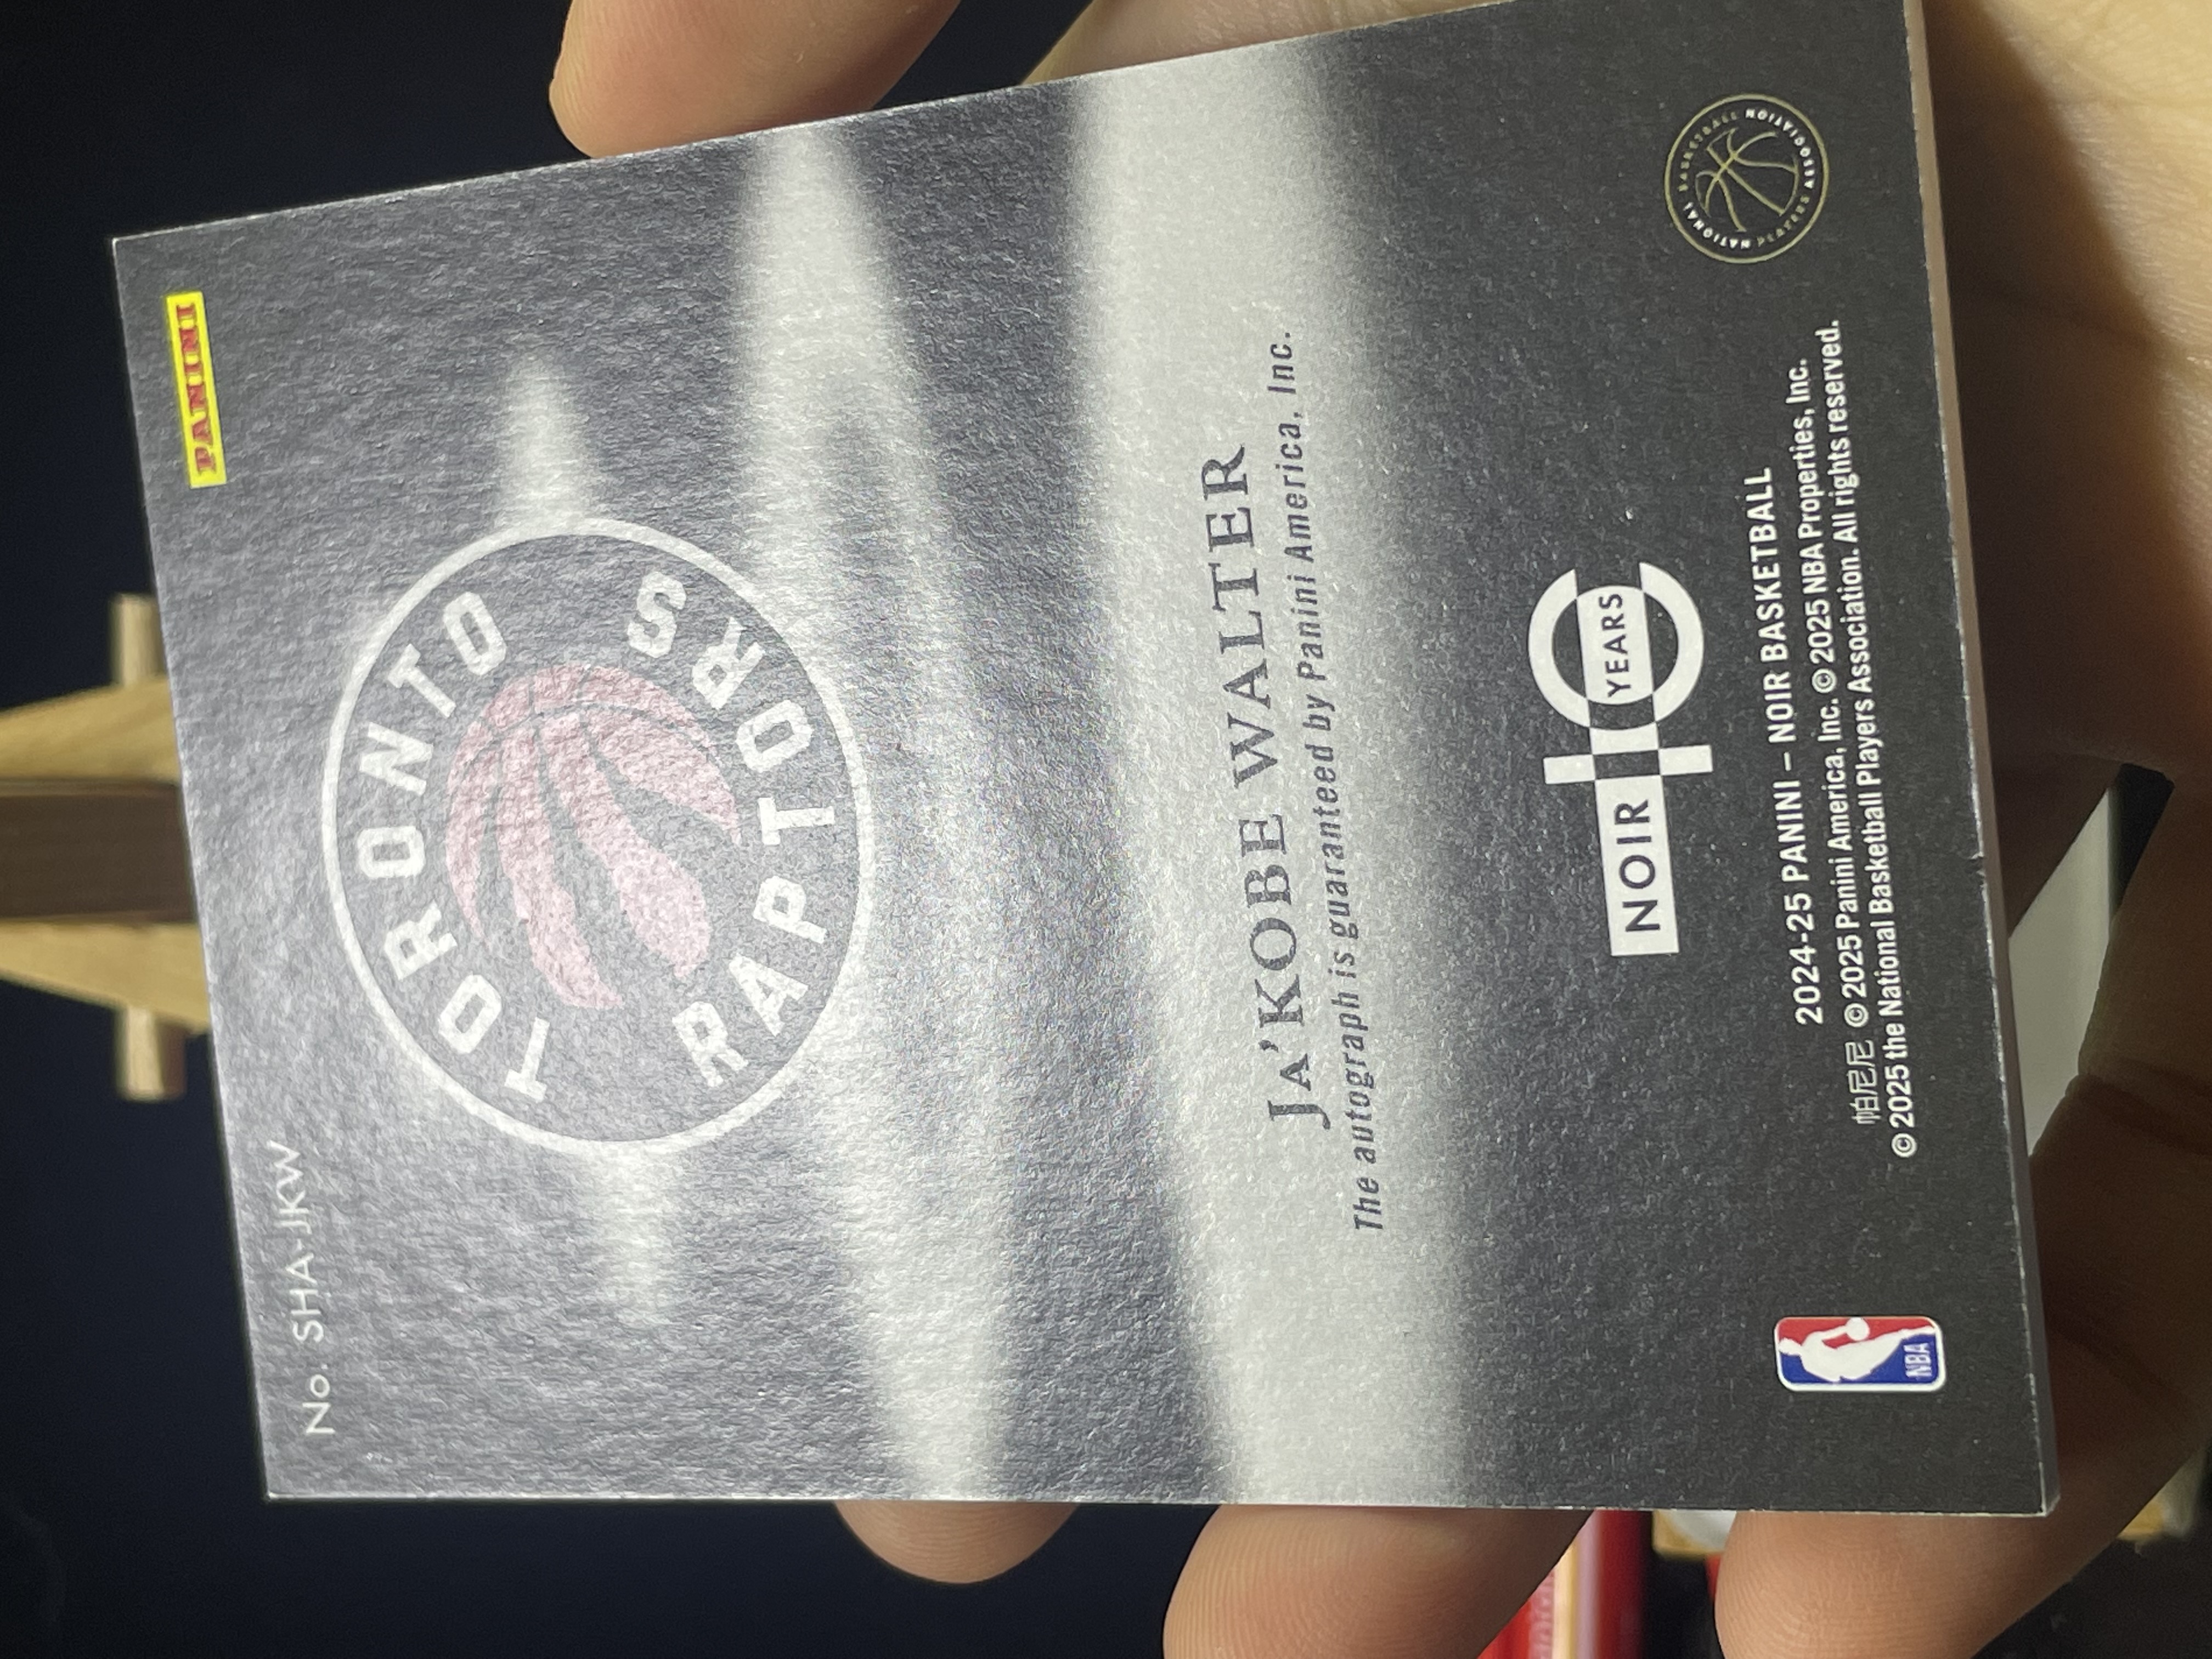 No. SHA-JKW
PANINI
TORONTO
RAPTORS
JA'KOBE WALTER
The autograph is guaranteed by Panini America, Inc.
NOIR 10 YEARS
2024-25 PANINI – NOIR BASKETBALL
帕尼尼 © 2025 Panini America, Inc. © 2025 NBA Properties, Inc.
© 2025 the National Basketball Players Association. All rights reserved.
NBA
NATIONAL BASKETBALL PLAYERS ASSOCIATION